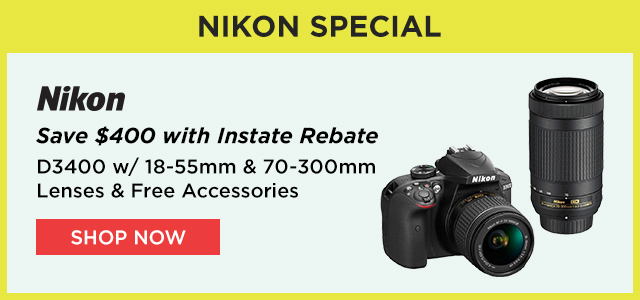 NIKON SPECIAL
Nikon
Save $400 with Instate Rebate
D3400 w/ 18-55mm & 70-300mm
Lenses & Free Accessories
SHOP NOW
Nikon
Nikon